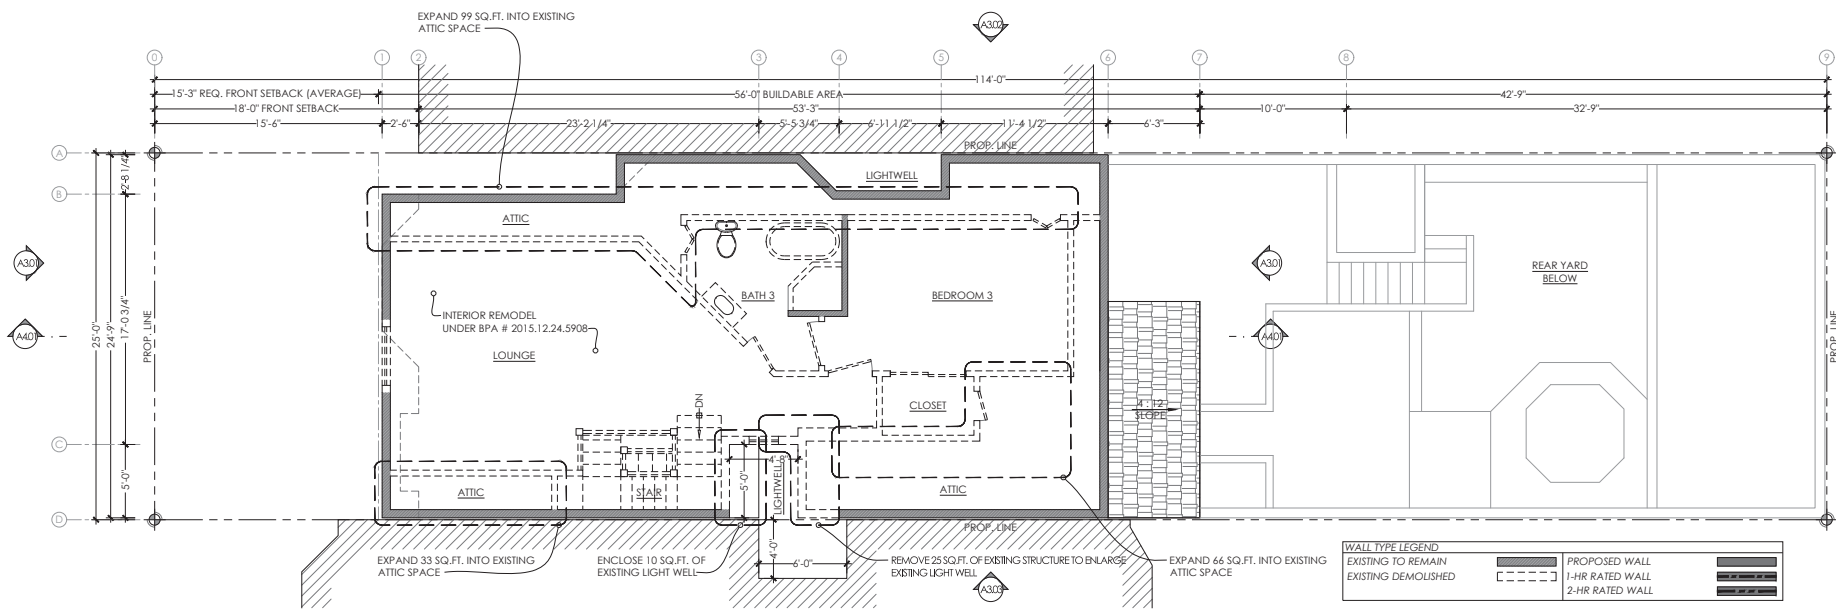 EXPAND 99 SQ.FT. INTO EXISTING
ATTIC SPACE
A3.02
0 1 2 3 4 5 6 7 8 9
114'-0"
15'-3" REQ. FRONT SETBACK (AVERAGE) 56'-0" BUILDABLE AREA 42'-9"
18'-0" FRONT SETBACK 53'-3" 10'-0" 32'-9"
15'-6" 2'-6" 23'-2 1/4" 5'-5 3/4" 6'-11 1/2" 11'-4 1/2" 6'-3"
A
PROP. LINE
2'-8 1/4"
LIGHTWELL
B
ATTIC
A3.01
A3.01
REAR YARD
BELOW
BATH 3
BEDROOM 3
25'-0"
24'-9"
17'-0 3/4"
PROP. LINE
INTERIOR REMODEL
UNDER BPA # 2015.12.24.5908
A4.01
A4.01
PROP. LINE
LOUNGE
DN
CLOSET
4 : 12
SLOPE
C
4'-8"
5'-0"
5'-0"
LIGHTWELL
ATTIC
STAIR
ATTIC
D
PROP. LINE
4'-0"
6'-0"
EXPAND 33 SQ.FT. INTO EXISTING
ATTIC SPACE
ENCLOSE 10 SQ.FT. OF
EXISTING LIGHT WELL
REMOVE 25 SQ.FT. OF EXISTING STRUCTURE TO ENLARGE
EXISTING LIGHT WELL
EXPAND 66 SQ.FT. INTO EXISTING
ATTIC SPACE
A3.03
WALL TYPE LEGEND
EXISTING TO REMAIN PROPOSED WALL
EXISTING DEMOLISHED 1-HR RATED WALL
2-HR RATED WALL